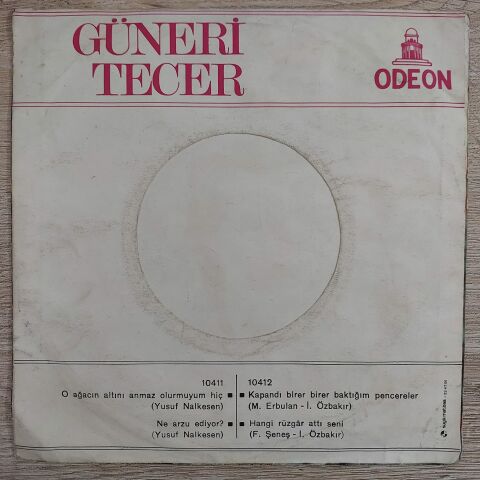 GÜNERİ
TECER
ODEON
10411
O ağacın altını anmaz olurmuyum hiç
(Yusuf Nalkesen)
Ne arzu ediyor?
(Yusuf Nalkesen)
10412
Kapandı birer birer baktığım pencereler
(M. Erbulan - İ. Özbakır)
Hangi rüzgâr attı seni
(F. Şeneş - İ. Özbakır)